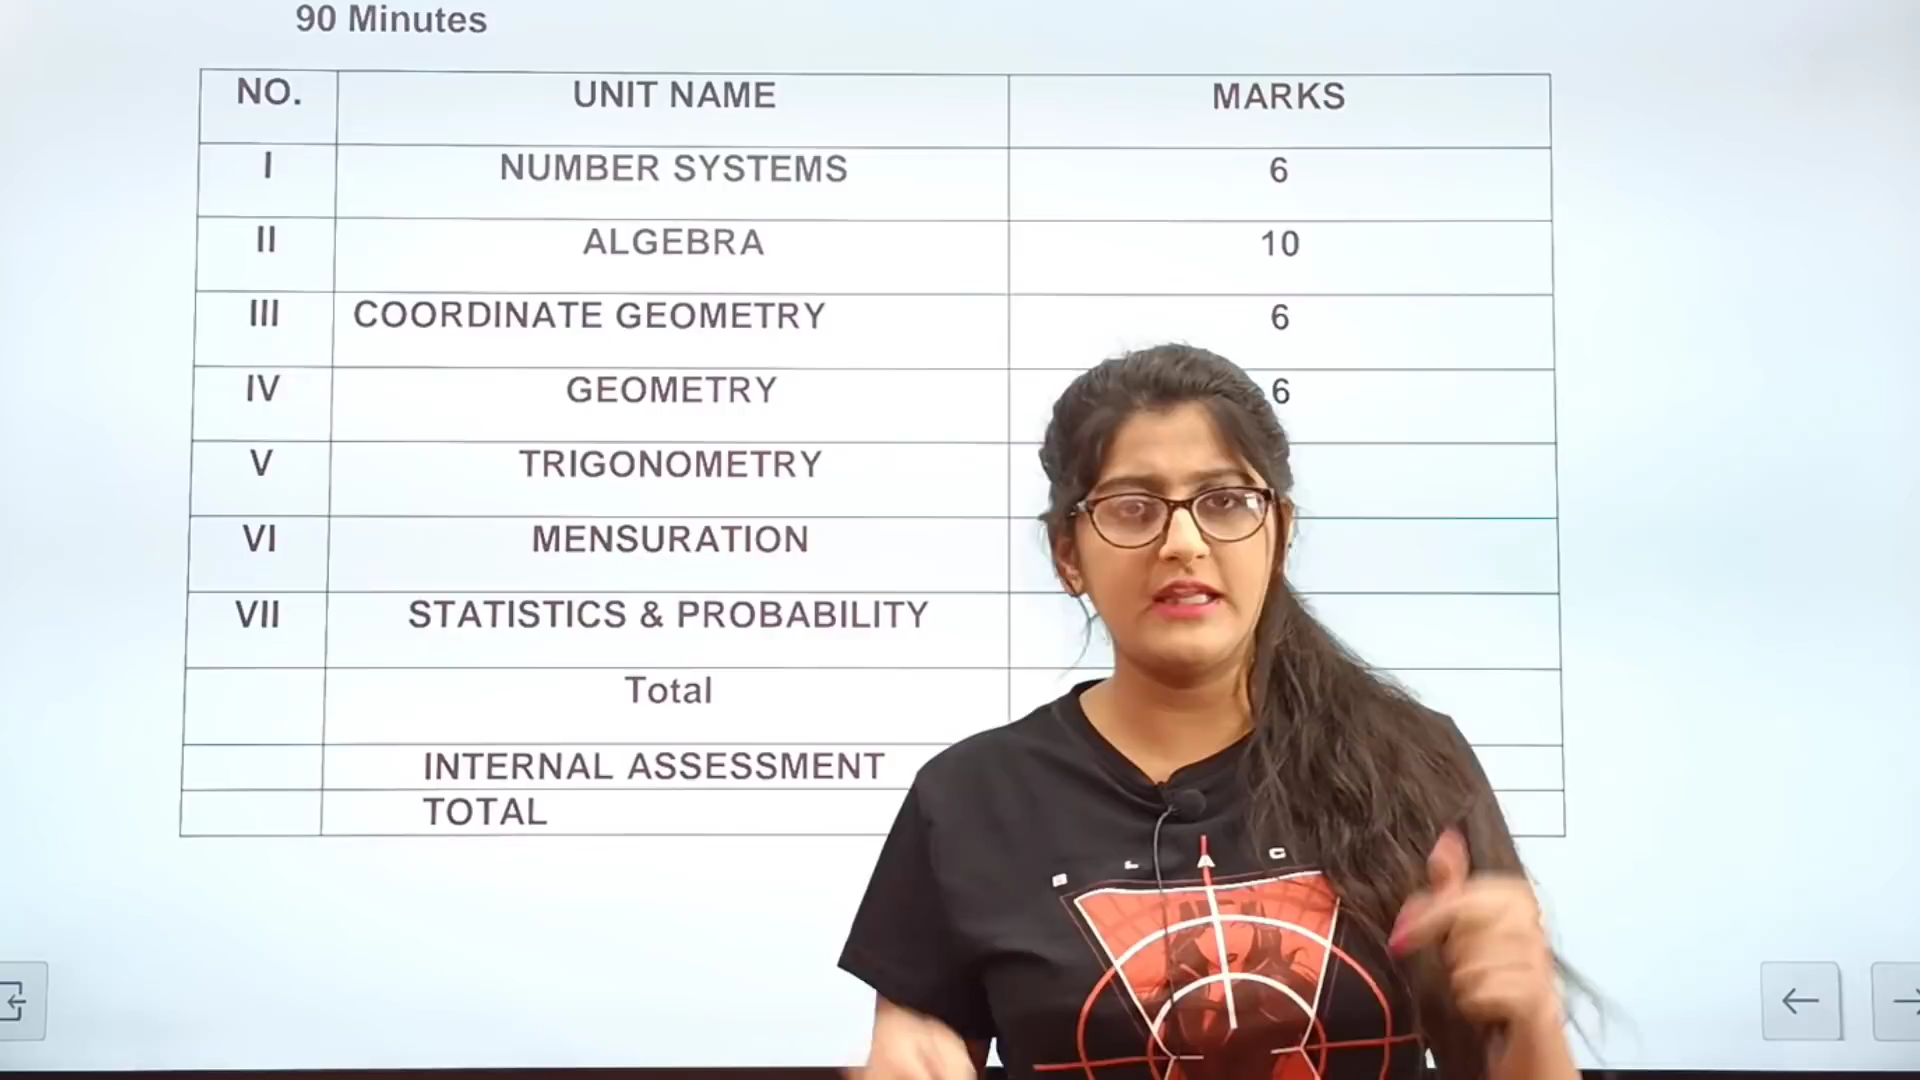 90 Minutes
NO. UNIT NAME MARKS
I NUMBER SYSTEMS 6
II ALGEBRA 10
III COORDINATE GEOMETRY 6
IV GEOMETRY 6
V TRIGONOMETRY
VI MENSURATION
VII STATISTICS & PROBABILITY
Total
INTERNAL ASSESSMENT
TOTAL